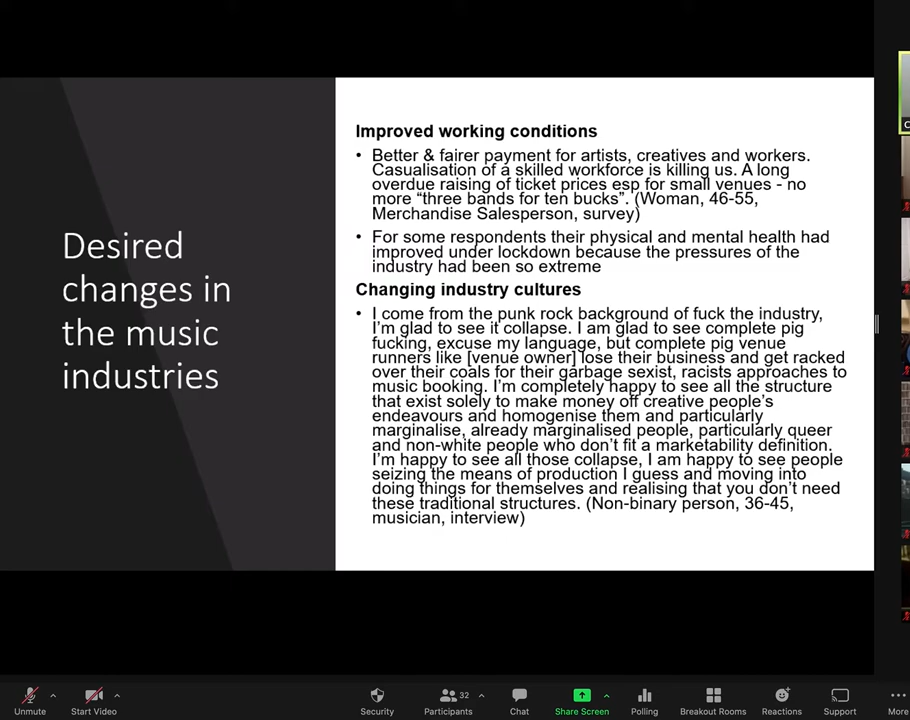 Desired
changes in
the music
industries
Improved working conditions
• Better & fairer payment for artists, creatives and workers.
Casualisation of a skilled workforce is killing us. A long
overdue raising of ticket prices esp for small venues - no
more “three bands for ten bucks”. (Woman, 46-55,
Merchandise Salesperson, survey)
• For some respondents their physical and mental health had
improved under lockdown because the pressures of the
industry had been so extreme
Changing industry cultures
• I come from the punk rock background of fuck the industry,
I’m glad to see it collapse. I am glad to see complete pig
fucking, excuse my language, but complete pig venue
runners like [venue owner] lose their business and get racked
over their coals for their garbage sexist, racists approaches to
music booking. I’m completely happy to see all the structure
that exist solely to make money off creative people’s
endeavours and homogenise them and particularly
marginalise, already marginalised people, particularly queer
and non-white people who don’t fit a marketability definition.
I’m happy to see all those collapse, I am happy to see people
seizing the means of production I guess and moving into
doing things for themselves and realising that you don’t need
these traditional structures. (Non-binary person, 36-45,
musician, interview)
C
32
Unmute
Start Video
Security
Participants
Chat
Share Screen
Polling
Breakout Rooms
Reactions
Support
More